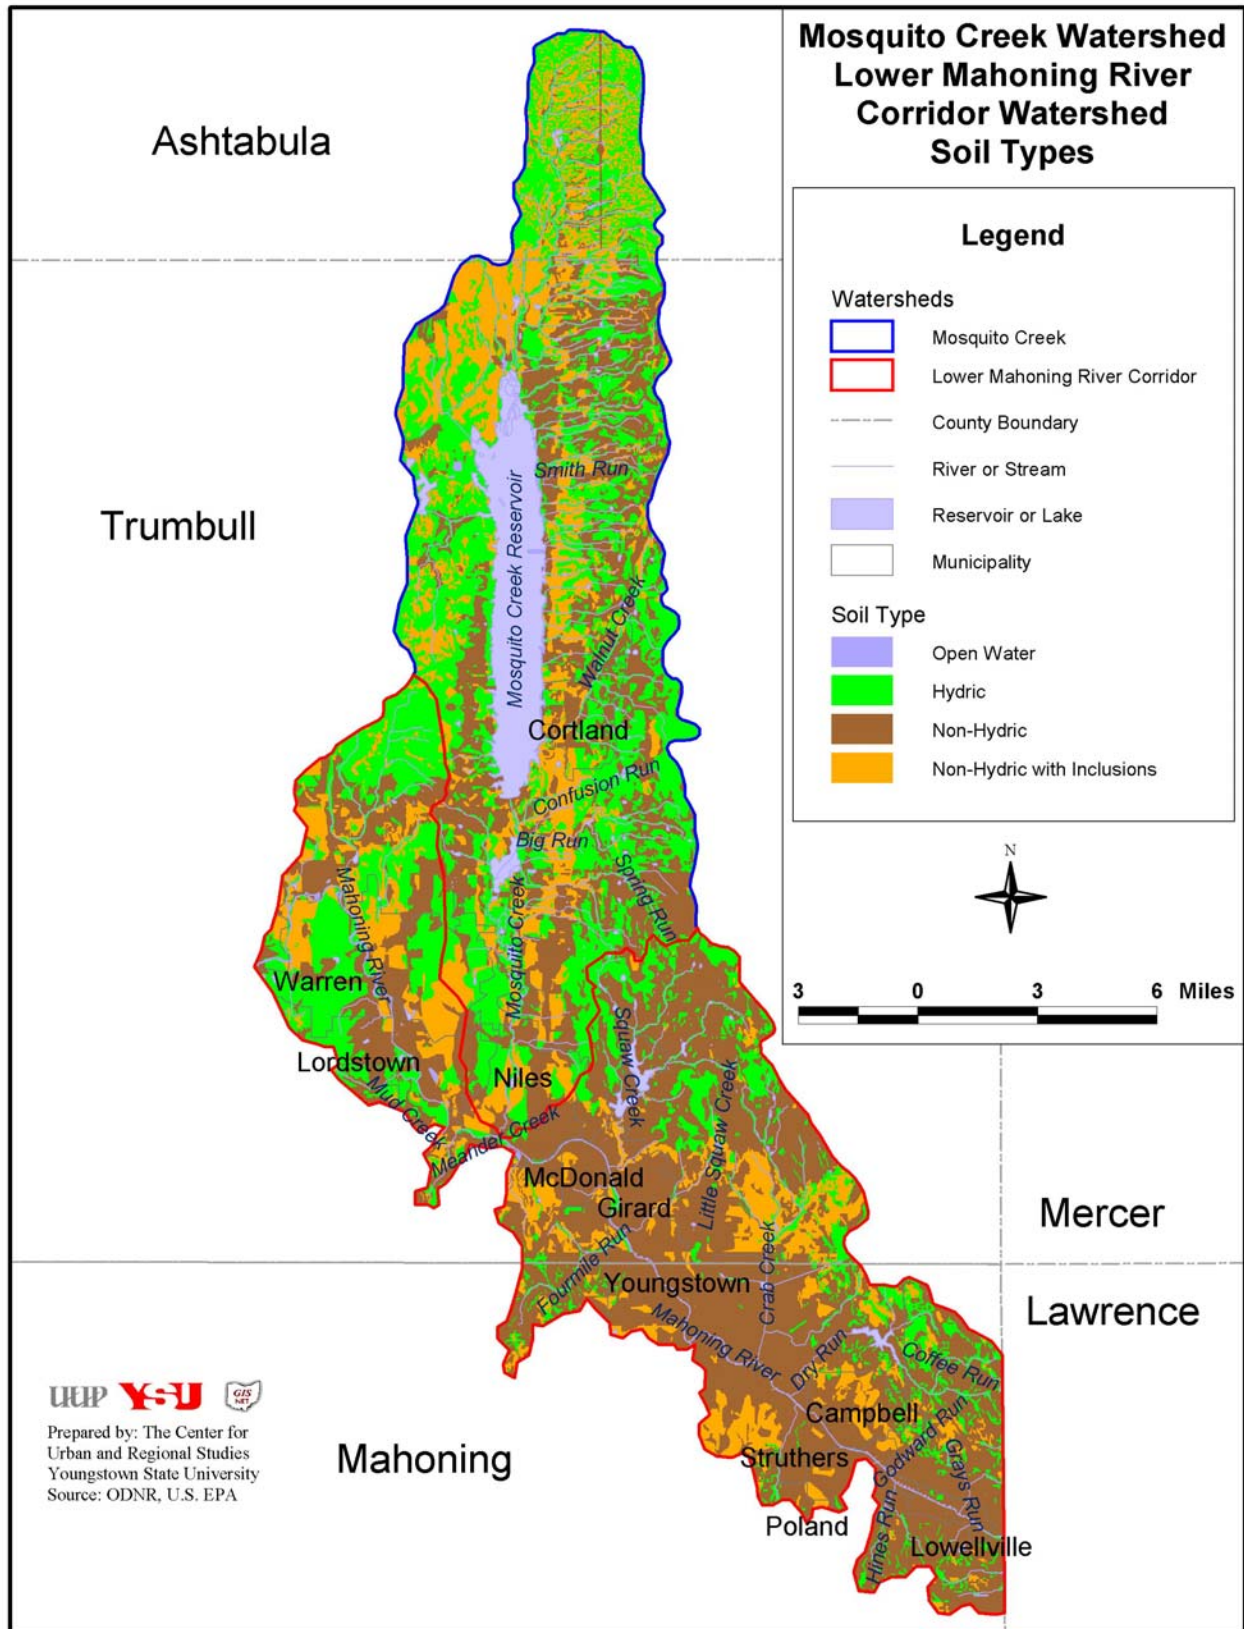 Mosquito Creek Watershed
Lower Mahoning River
Corridor Watershed
Soil Types
Legend
Watersheds
Mosquito Creek
Lower Mahoning River Corridor
County Boundary
River or Stream
Reservoir or Lake
Municipality
Soil Type
Open Water
Hydric
Non-Hydric
Non-Hydric with Inclusions
N
3 0 3 6 Miles
Ashtabula
Trumbull
Smith Run
Mosquito Creek Reservoir
Walnut Creek
Cortland
Confusion Run
Big Run
Spring Run
Mahoning River
Mosquito Creek
Warren
Squaw Creek
Lordstown
Niles
Mud Creek
Meander Creek
Little Squaw Creek
McDonald
Girard
Mercer
Fourmile Run
Youngstown
Crab Creek
Lawrence
Mahoning River
Dry Run
Coffee Run
Campbell
Godward Run
Mahoning
Struthers
Grays Run
Poland
Hines Run
Lowellville
UUP YSU GIS NET
Prepared by: The Center for
Urban and Regional Studies
Youngstown State University
Source: ODNR, U.S. EPA